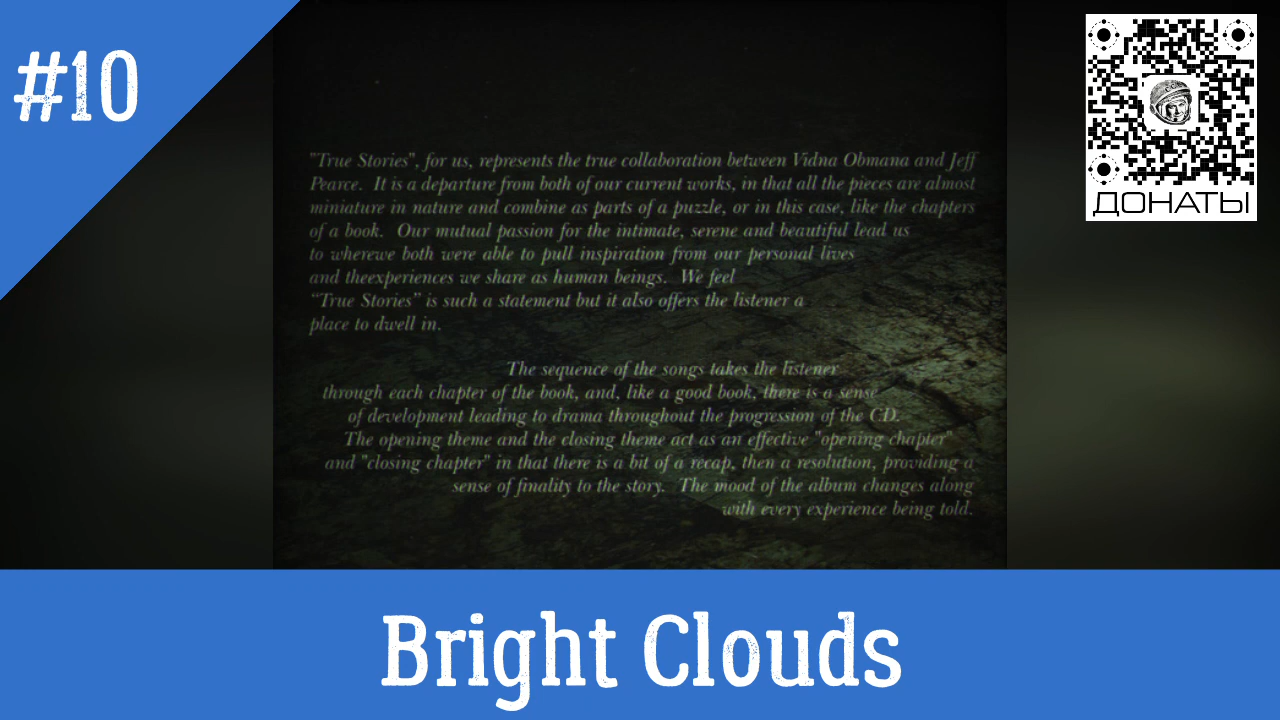 #10
"True Stories", for us, represents the true collaboration between Vidna Obmana and Jeff
Pearce. It is a departure from both of our current works, in that all the pieces are almost
miniature in nature and combine as parts of a puzzle, or in this case, like the chapters
of a book. Our mutual passion for the intimate, serene and beautiful lead us
to wherewe both were able to pull inspiration from our personal lives
and theexperiences we share as human beings. We feel
"True Stories" is such a statement but it also offers the listener a
place to dwell in.
The sequence of the songs takes the listener
through each chapter of the book, and, like a good book, there is a sense
of development leading to drama throughout the progression of the CD.
The opening theme and the closing theme act as an effective "opening chapter"
and "closing chapter" in that there is a bit of a recap, then a resolution, providing a
sense of finality to the story. The mood of the album changes along
with every experience being told.
ДОНАТЫ
Bright Clouds